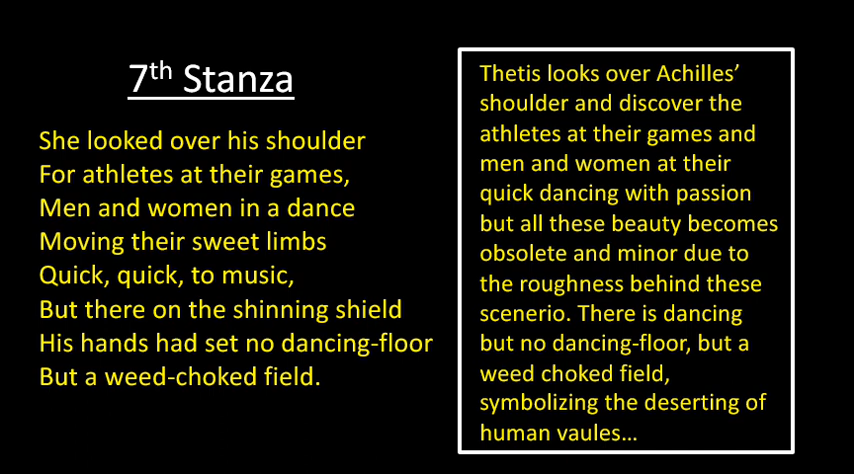 7th Stanza
She looked over his shoulder
For athletes at their games,
Men and women in a dance
Moving their sweet limbs
Quick, quick, to music,
But there on the shinning shield
His hands had set no dancing-floor
But a weed-choked field.
Thetis looks over Achilles’
shoulder and discover the
athletes at their games and
men and women at their
quick dancing with passion
but all these beauty becomes
obsolete and minor due to
the roughness behind these
scenerio. There is dancing
but no dancing-floor, but a
weed choked field,
symbolizing the deserting of
human vaules…